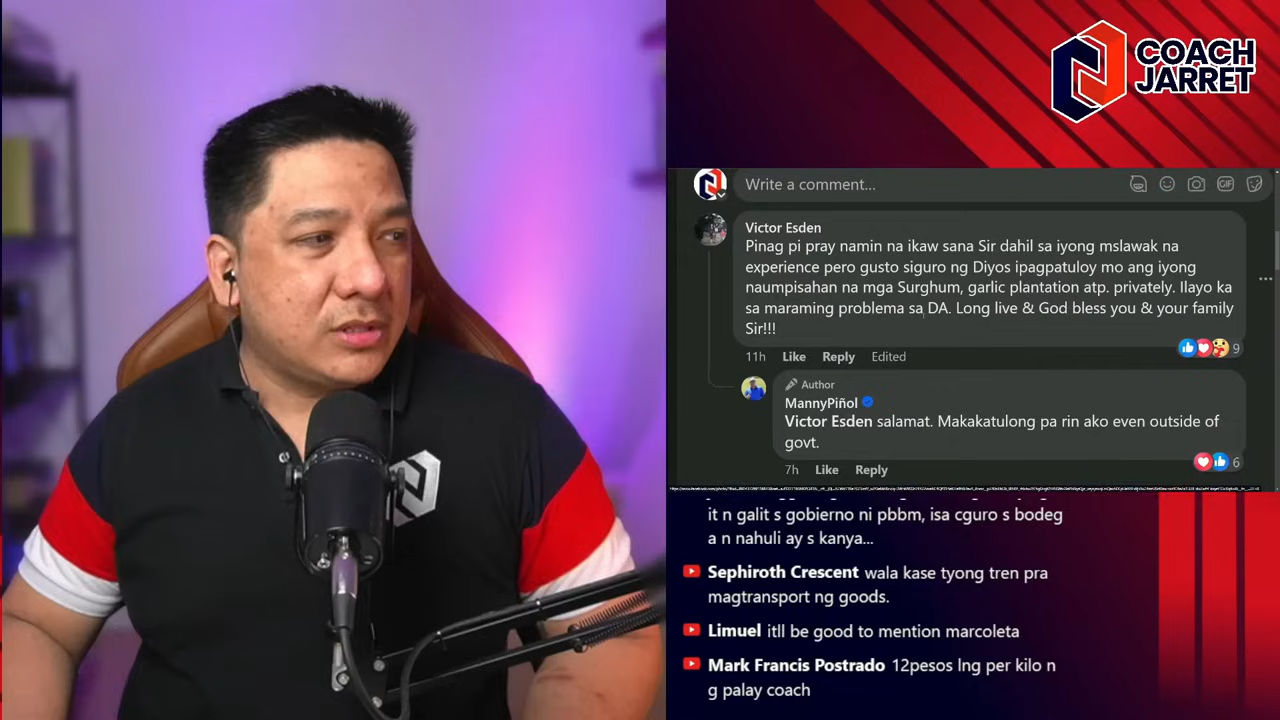 COACH
JARRET
Write a comment...
GIF
Victor Esden
Pinag pi pray namin na ikaw sana Sir dahil sa iyong mslawak na
experience pero gusto siguro ng Diyos ipagpatuloy mo ang iyong
naumpisahan na mga Surghum, garlic plantation atp. privately. Ilayo ka
sa maraming problema sa DA. Long live & God bless you & your family
Sir!!!
11h Like Reply Edited
9
Author
MannyPiñol
Victor Esden salamat. Makakatulong pa rin ako even outside of
govt.
7h Like Reply
6
it n galit s gobierno ni pbbm, isa cguro s bodeg
a n nahuli ay s kanya...
Sephiroth Crescent wala kase tyong tren pra
magtransport ng goods.
Limuel itll be good to mention marcoleta
Mark Francis Postrado 12pesos lng per kilo n
g palay coach